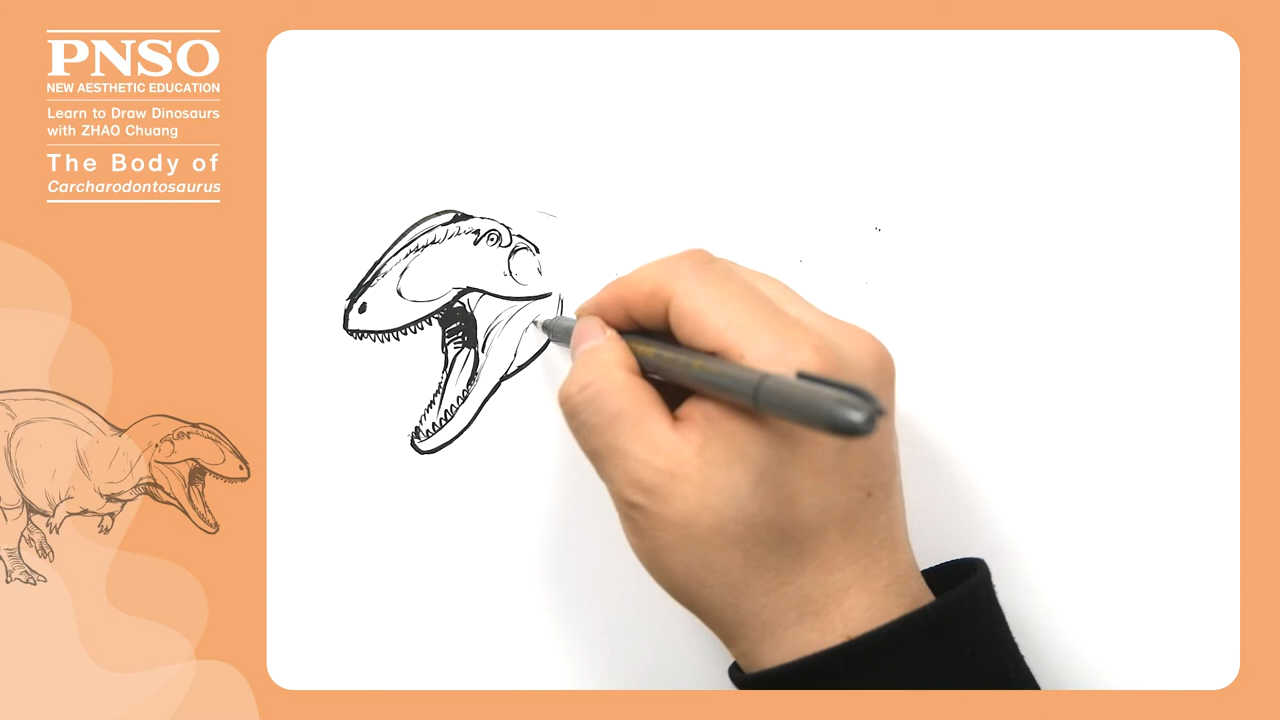 PNSO
NEW AESTHETIC EDUCATION
Learn to Draw Dinosaurs
with ZHAO Chuang
The Body of
Carcharodontosaurus